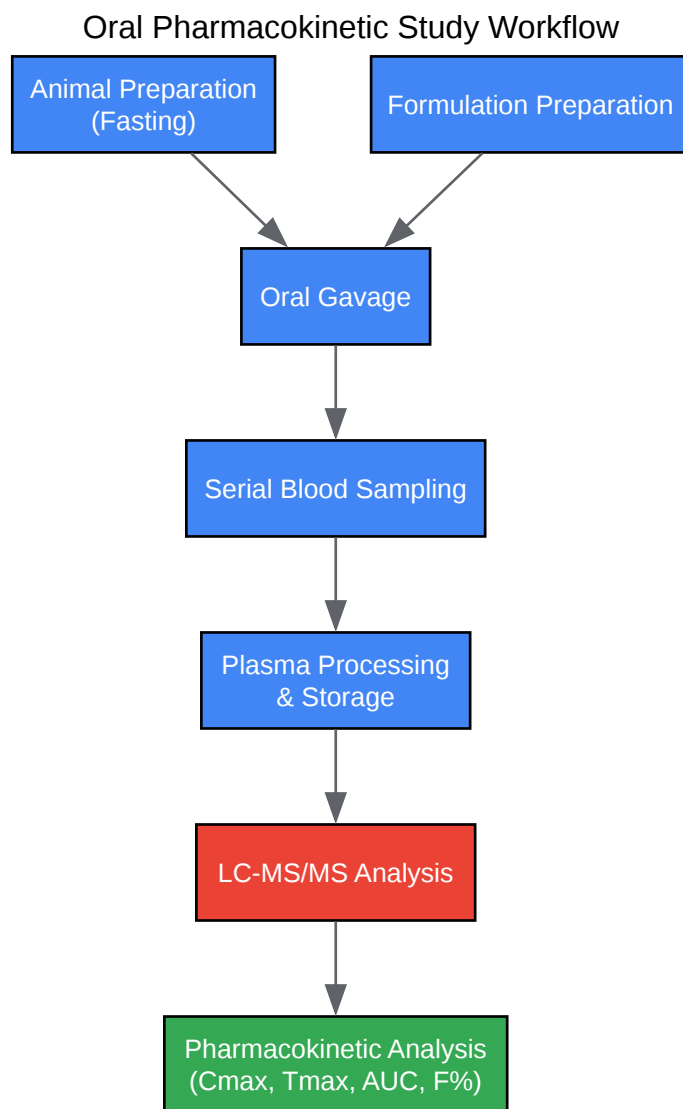 Oral Pharmacokinetic Study Workflow
Animal Preparation
(Fasting)
Formulation Preparation
Oral Gavage
Serial Blood Sampling
Plasma Processing
& Storage
LC-MS/MS Analysis
Pharmacokinetic Analysis
(Cmax, Tmax, AUC, F%)